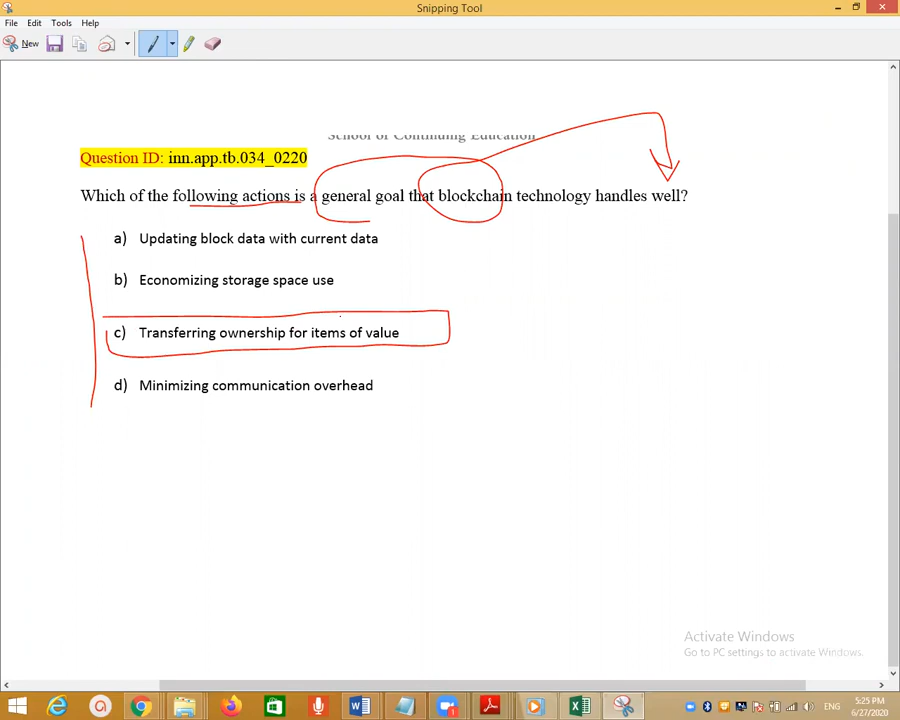 Snipping Tool
File Edit Tools Help
New
School of Continuing Education
Question ID: inn.app.tb.034_0220
Which of the following actions is a general goal that blockchain technology handles well?
a) Updating block data with current data
b) Economizing storage space use
c) Transferring ownership for items of value
d) Minimizing communication overhead
Activate Windows
Go to PC settings to activate Windows.
ENG
5:25 PM
6/27/2020